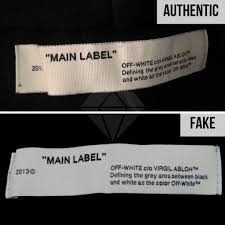 AUTHENTIC
"MAIN LABEL"
OFF-WHITE c/o VIRGIL ABLOH™
Defining the grey area between black
and white as the color Off-White™
FAKE
"MAIN LABEL"
2013©
OFF-WHITE c/o VIRGIL ABLOH™
Defining the grey area between black
and white as the color Off-White™